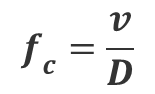 f_c = v/D